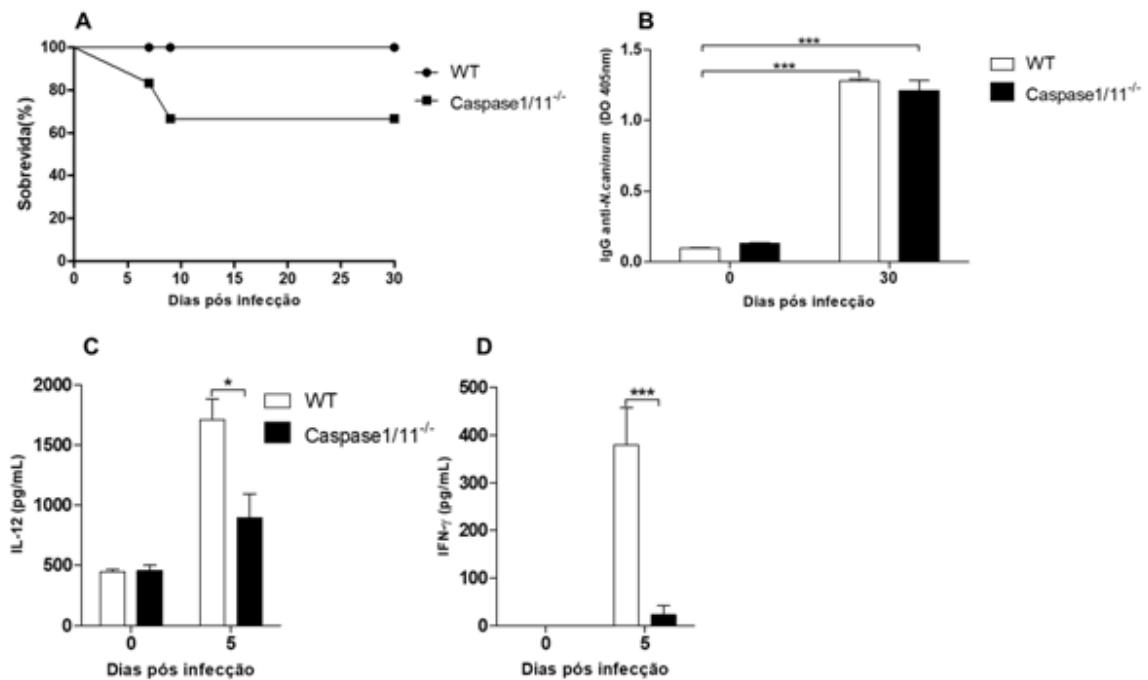 A
Sobrevida(%)
100
80
60
40
20
0
0 5 10 15 20 25 30
Dias pós infecção
WT
Caspase1/11-/-
B
IgG anti-N.caninum (DO 405nm)
1.5
1.0
0.5
0.0
***
***
0 30
Dias pós infecção
WT
Caspase1/11-/-
C
IL-12 (pg/mL)
2000
1500
1000
500
0
*
0 5
Dias pós infecção
WT
Caspase1/11-/-
D
IFN-γ (pg/mL)
500
400
300
200
100
0
***
0 5
Dias pós infecção